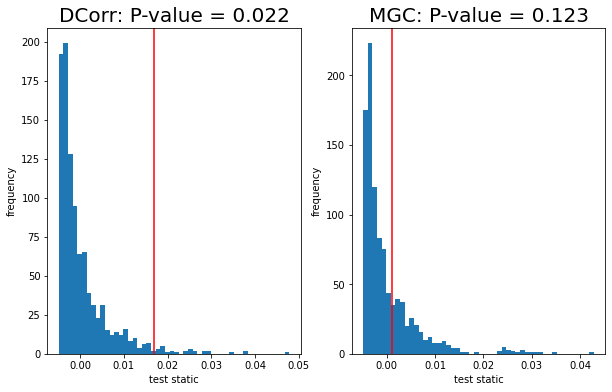 DCorr: P-value = 0.022
MGC: P-value = 0.123
frequency
200
175
150
125
100
75
50
25
0
0.00 0.01 0.02 0.03 0.04 0.05
test static
frequency
200
150
100
50
0
0.00 0.01 0.02 0.03 0.04
test static